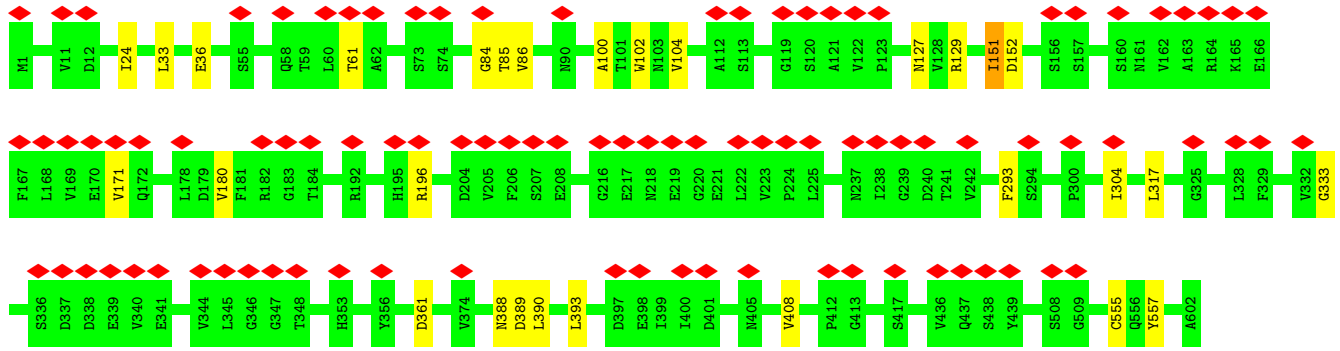 M1 V11 D12 I24 L33 E36 S55 Q58 T59 L60 T61 A62 S73 S74 G84 T85 V86 N90 A100 T101 W102 N103 V104 A112 S113 G119 S120 A121 V122 P123 N127 V128 R129 I151 D152 S156 S157 S160 N161 V162 A163 R164 K165 E166
F167 L168 V169 E170 V171 Q172 L178 D179 V180 F181 R182 G183 T184 R192 H195 R196 D204 V205 F206 S207 E208 G216 E217 N218 E219 G220 E221 L222 V223 P224 L225 N237 I238 G239 D240 T241 V242 F293 S294 P300 I304 L317 G325 L328 F329 V332 G333
S336 D337 D338 E339 V340 E341 V344 L345 G346 G347 T348 H353 Y356 D361 V374 N388 D389 L390 L393 D397 E398 I399 I400 D401 N405 V408 P412 G413 S417 V436 Q437 S438 Y439 S508 G509 C555 Q556 Y557 A602